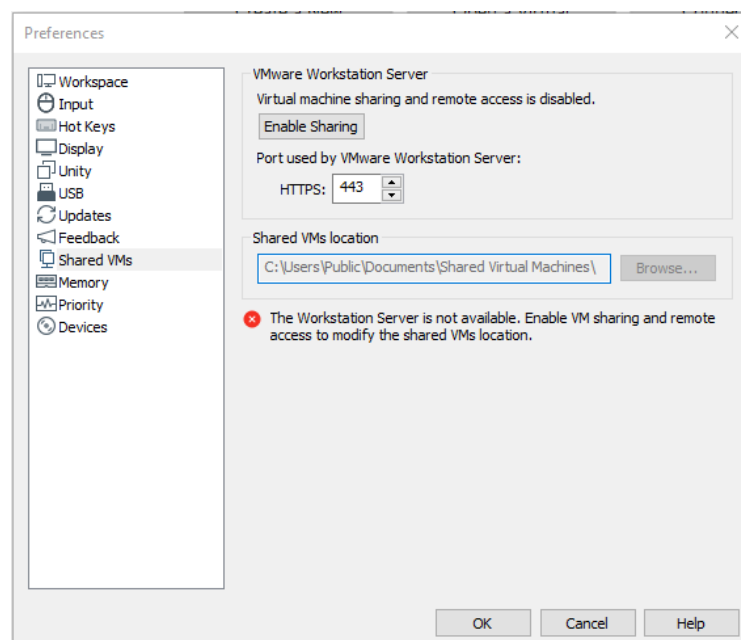 Preferences
Workspace
Input
Hot Keys
Display
Unity
USB
Updates
Feedback
Shared VMs
Memory
Priority
Devices
VMware Workstation Server
Virtual machine sharing and remote access is disabled.
Enable Sharing
Port used by VMware Workstation Server:
HTTPS: 443
Shared VMs location
C:\Users\Public\Documents\Shared Virtual Machines\ Browse...
The Workstation Server is not available. Enable VM sharing and remote
access to modify the shared VMs location.
OK Cancel Help